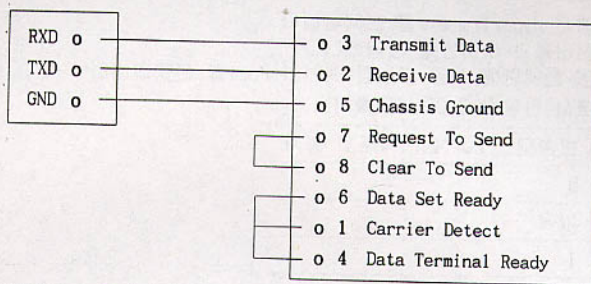 RXD o
TXD o
GND o
o 3 Transmit Data
o 2 Receive Data
o 5 Chassis Ground
o 7 Request To Send
o 8 Clear To Send
o 6 Data Set Ready
o 1 Carrier Detect
o 4 Data Terminal Ready